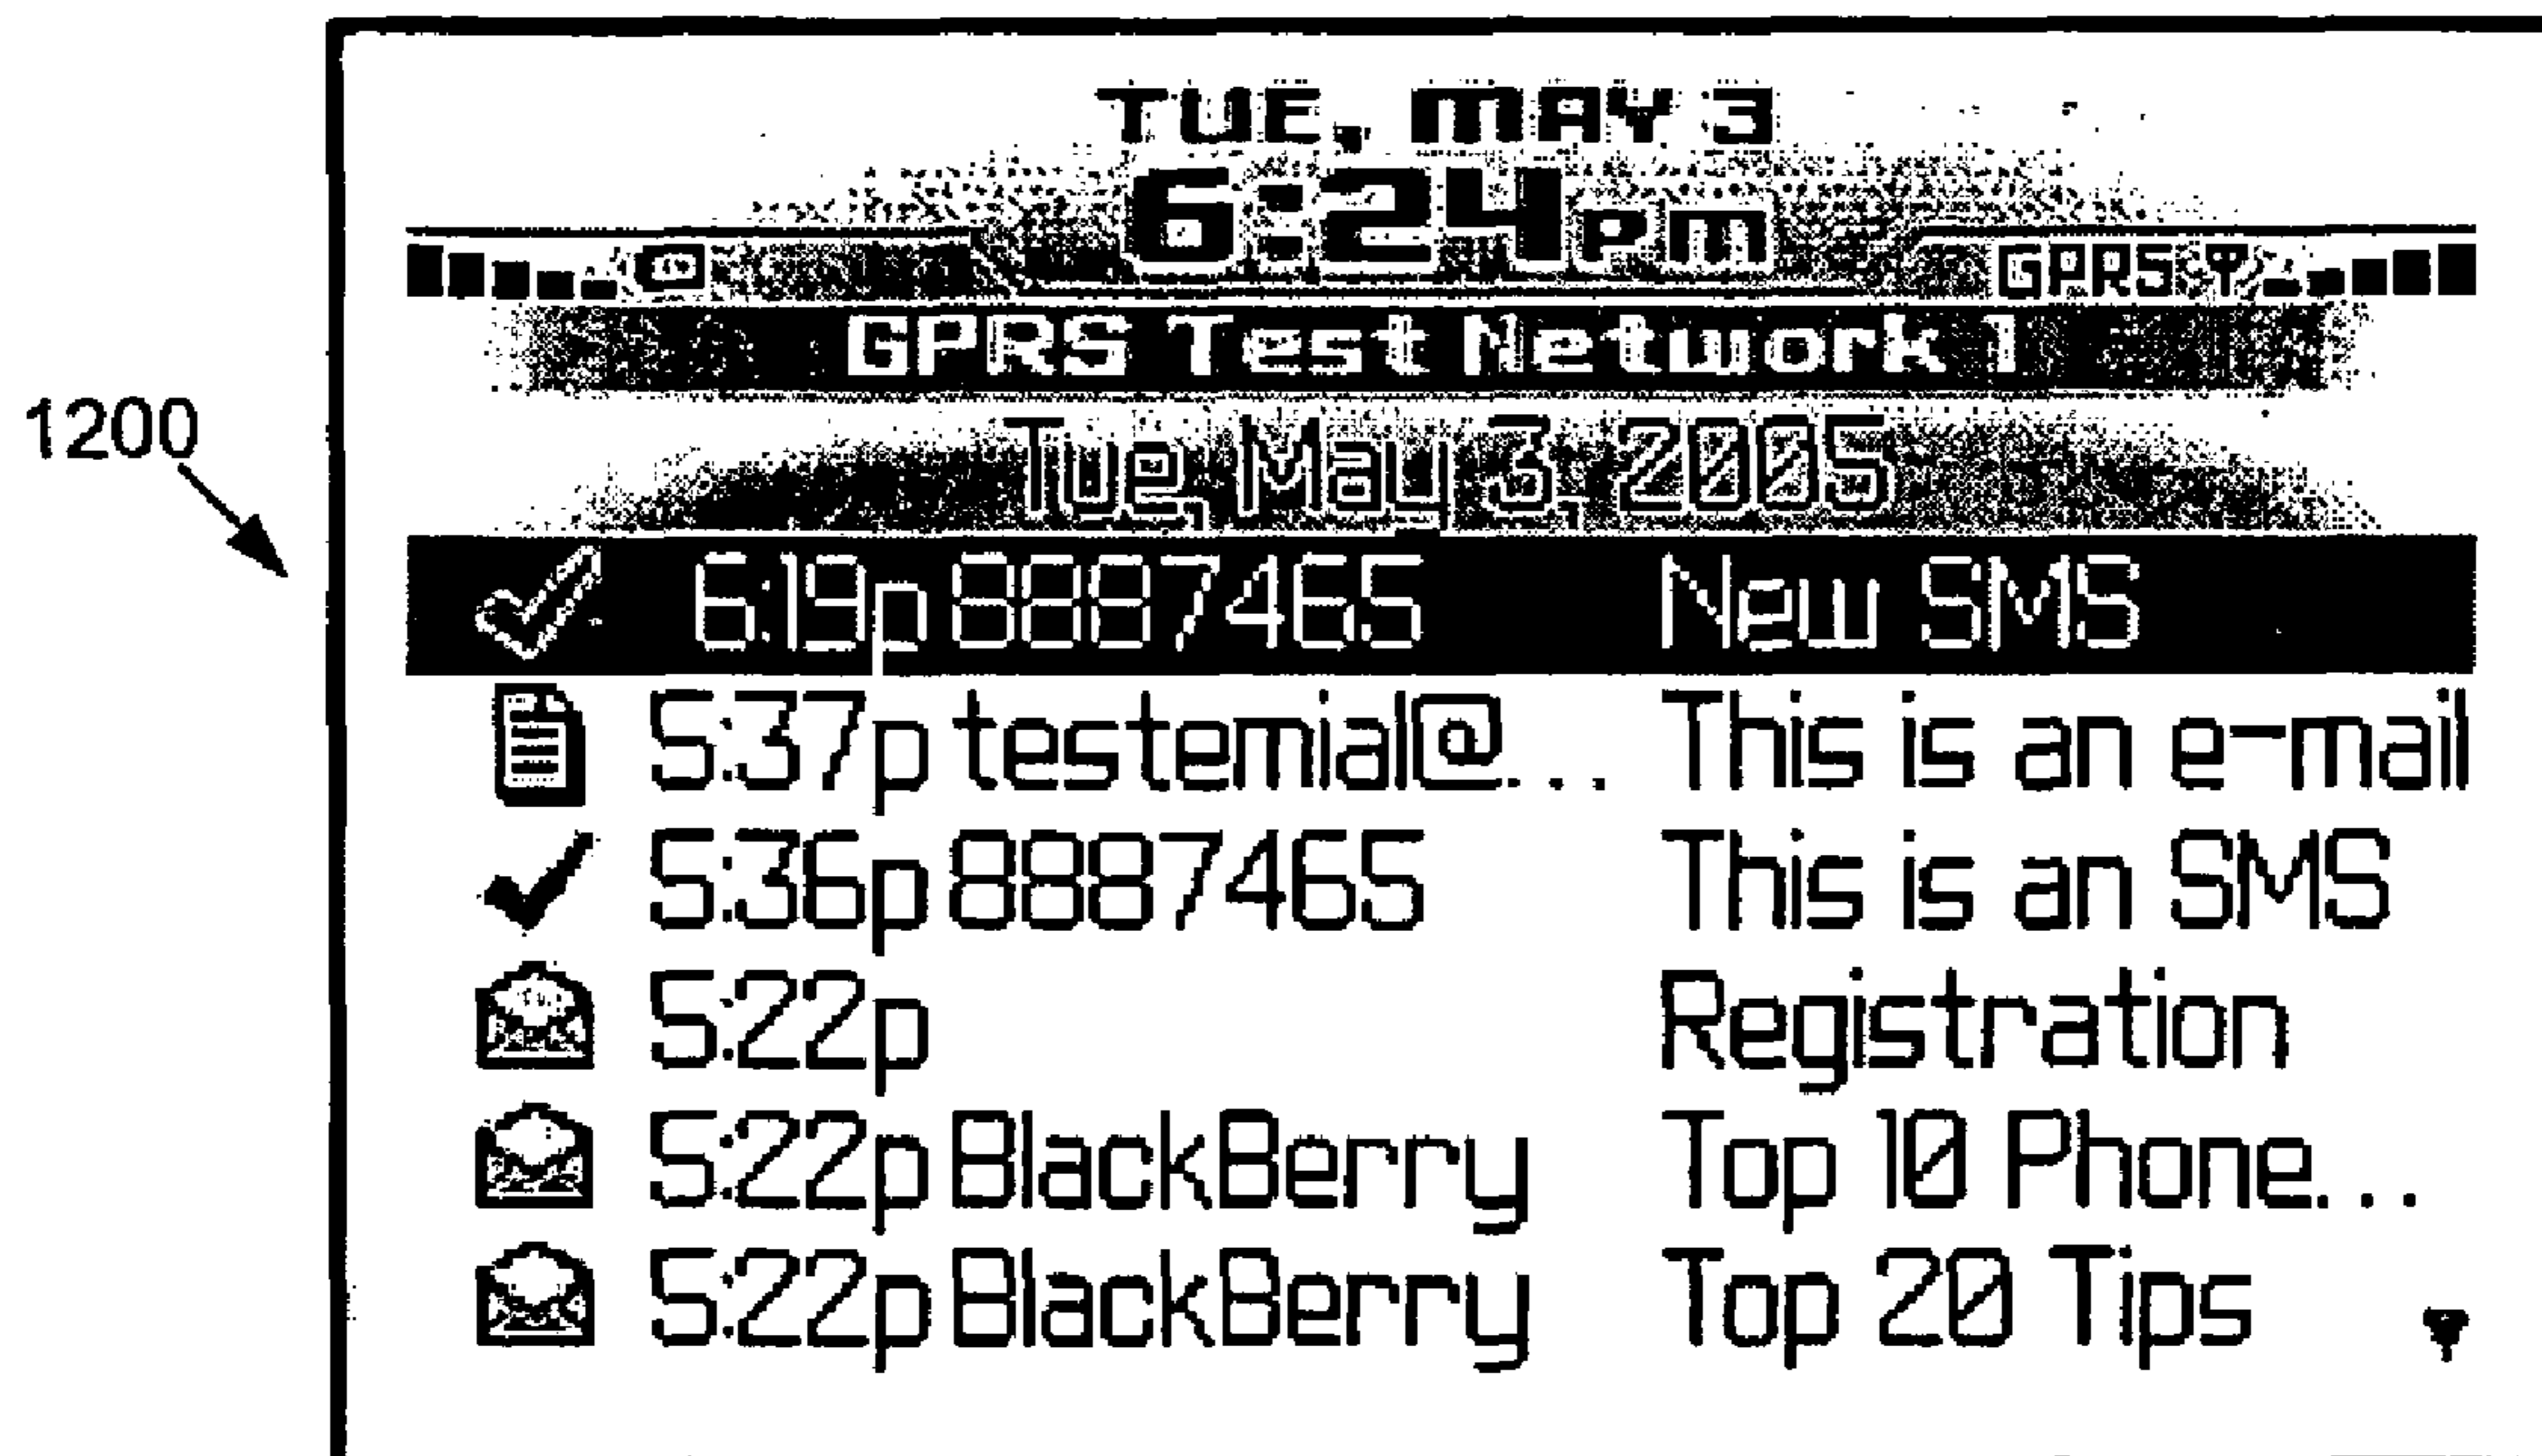 TUE, MAY 3
6:24pm
GPRS
GPRS Test Network 1
1200
Tue, May 3, 2005
6:19p 8887465 New SMS
5:37p testemial@... This is an e-mail
5:36p 8887465 This is an SMS
5:22p Registration
5:22p BlackBerry Top 10 Phone...
5:22p BlackBerry Top 20 Tips